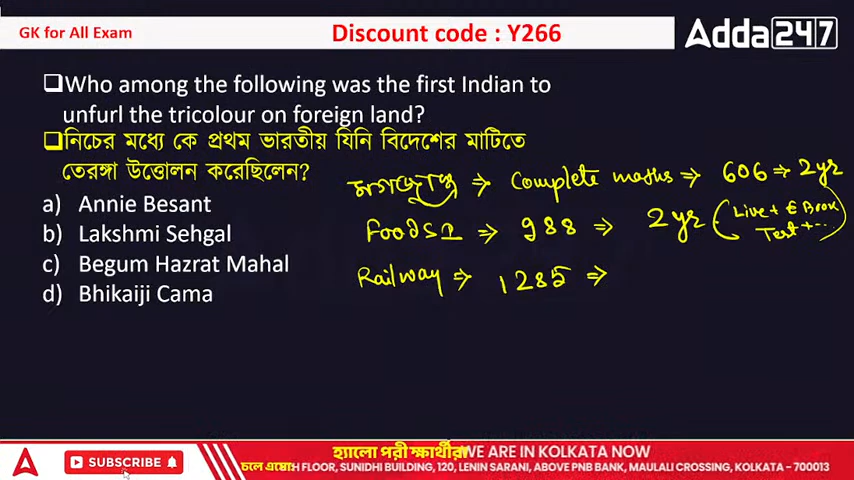 GK for All Exam
Discount code : Y266
Adda247
❑Who among the following was the first Indian to
unfurl the tricolour on foreign land?
❑নিচের মধ্যে কে প্রথম ভারতীয় যিনি বিদেশের মাটিতে
তেরঙ্গা উত্তোলন করেছিলেন?
a) Annie Besant
b) Lakshmi Sehgal
c) Begum Hazrat Mahal
d) Bhikaiji Cama
⇒ Complete maths ⇒ 606 ⇒ 2yr
FoodSI ⇒ 988 ⇒ 2yr (Live + E Book
Test + ...
Railway ⇒ 1285 ⇒
SUBSCRIBE
হ্যালো পরীক্ষার্থীরা WE ARE IN KOLKATA NOW
চলে এসো: H FLOOR, SUNIDHI BUILDING, 120, LENIN SARANI, ABOVE PNB BANK, MAULALI CROSSING, KOLKATA - 700013